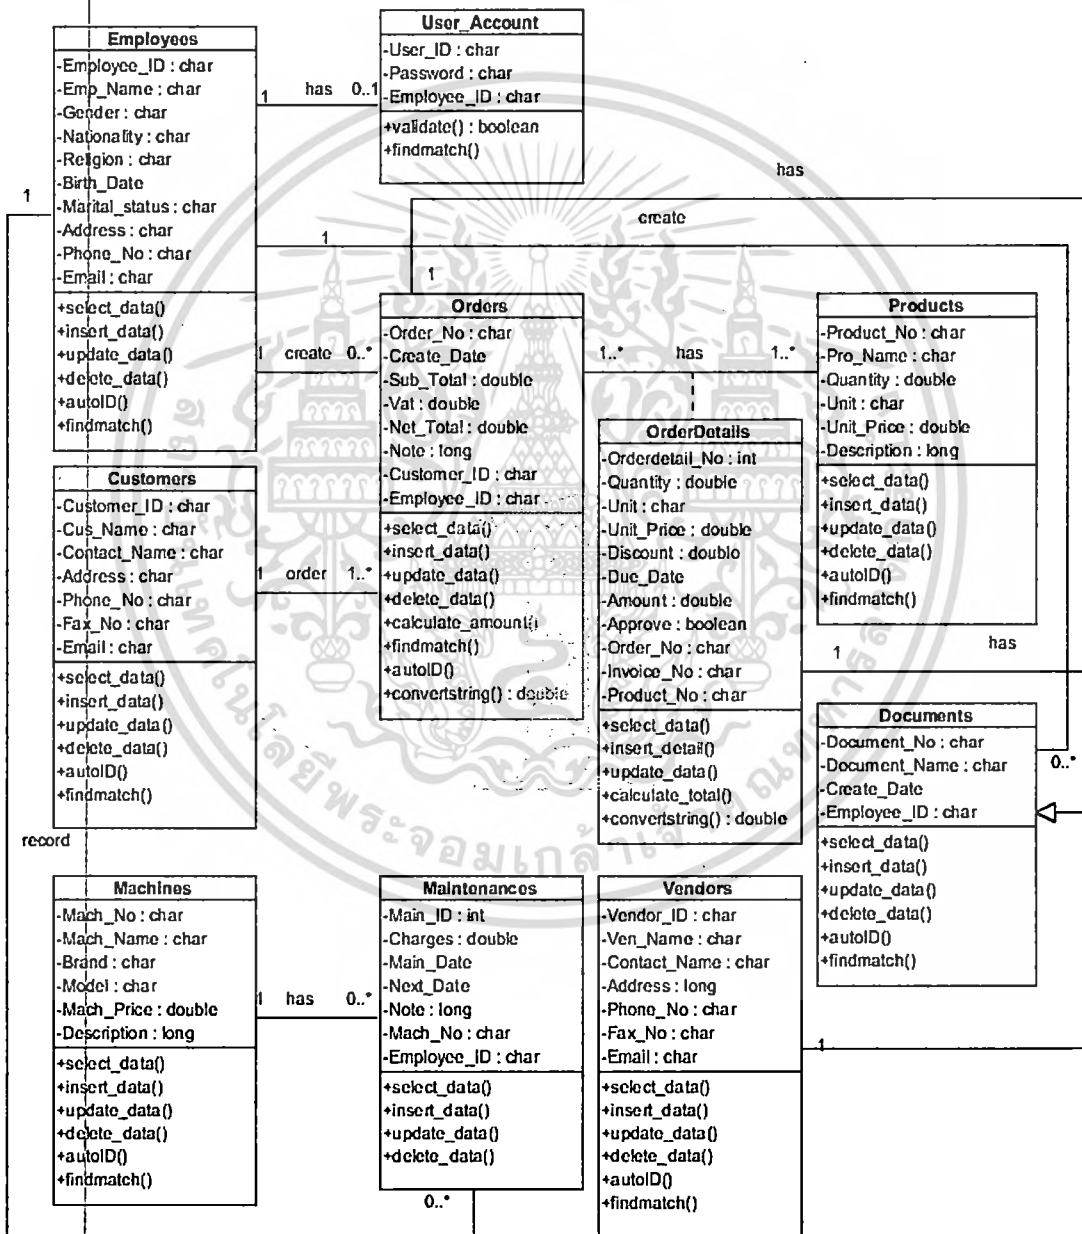 Employees
-Employee_ID : char
-Emp_Name : char
-Gender : char
-Nationality : char
-Religion : char
-Birth_Date
-Marital_status : char
-Address : char
-Phone_No : char
-Email : char
+select_data()
+insert_data()
+update_data()
+delete_data()
+autoID()
+findmatch()
1 has 0..1
User_Account
-User_ID : char
-Password : char
-Employee_ID : char
+validate() : boolean
+findmatch()
has
create
1
1
1
1 create 0..*
Orders
-Order_No : char
-Create_Date
-Sub_Total : double
-Vat : double
-Net_Total : double
-Note : long
-Customer_ID : char
-Employee_ID : char
+select_data()
+insert_data()
+update_data()
+delete_data()
+calculate_amount()
+findmatch()
+autoID()
+convertstring() : double
1..* has 1..*
Products
-Product_No : char
-Pro_Name : char
-Quantity : double
-Unit : char
-Unit_Price : double
-Description : long
+select_data()
+insert_data()
+update_data()
+delete_data()
+autoID()
+findmatch()
OrderDetails
-Orderdetail_No : int
-Quantity : double
-Unit : char
-Unit_Price : double
-Discount : double
-Due_Date
-Amount : double
-Approve : boolean
-Order_No : char
-Invoice_No : char
-Product_No : char
+select_data()
+insert_detail()
+update_data()
+calculate_total()
+convertstring() : double
1 has
Customers
-Customer_ID : char
-Cus_Name : char
-Contact_Name : char
-Address : char
-Phone_No : char
-Fax_No : char
-Email : char
+select_data()
+insert_data()
+update_data()
+delete_data()
+autoID()
+findmatch()
1 order 1..*
Documents
-Document_No : char
-Document_Name : char
-Create_Date
-Employee_ID : char
+select_data()
+insert_data()
+update_data()
+delete_data()
+autoID()
+findmatch()
0..*
record
Machines
-Mach_No : char
-Mach_Name : char
-Brand : char
-Model : char
-Mach_Price : double
-Description : long
+select_data()
+insert_data()
+update_data()
+delete_data()
+autoID()
+findmatch()
1 has 0..*
Maintenances
-Main_ID : int
-Charges : double
-Main_Date
-Next_Date
-Note : long
-Mach_No : char
-Employee_ID : char
+select_data()
+insert_data()
+update_data()
+delete_data()
0..*
Vendors
-Vendor_ID : char
-Ven_Name : char
-Contact_Name : char
-Address : long
-Phone_No : char
-Fax_No : char
-Email : char
+select_data()
+insert_data()
+update_data()
+delete_data()
+autoID()
+findmatch()
1